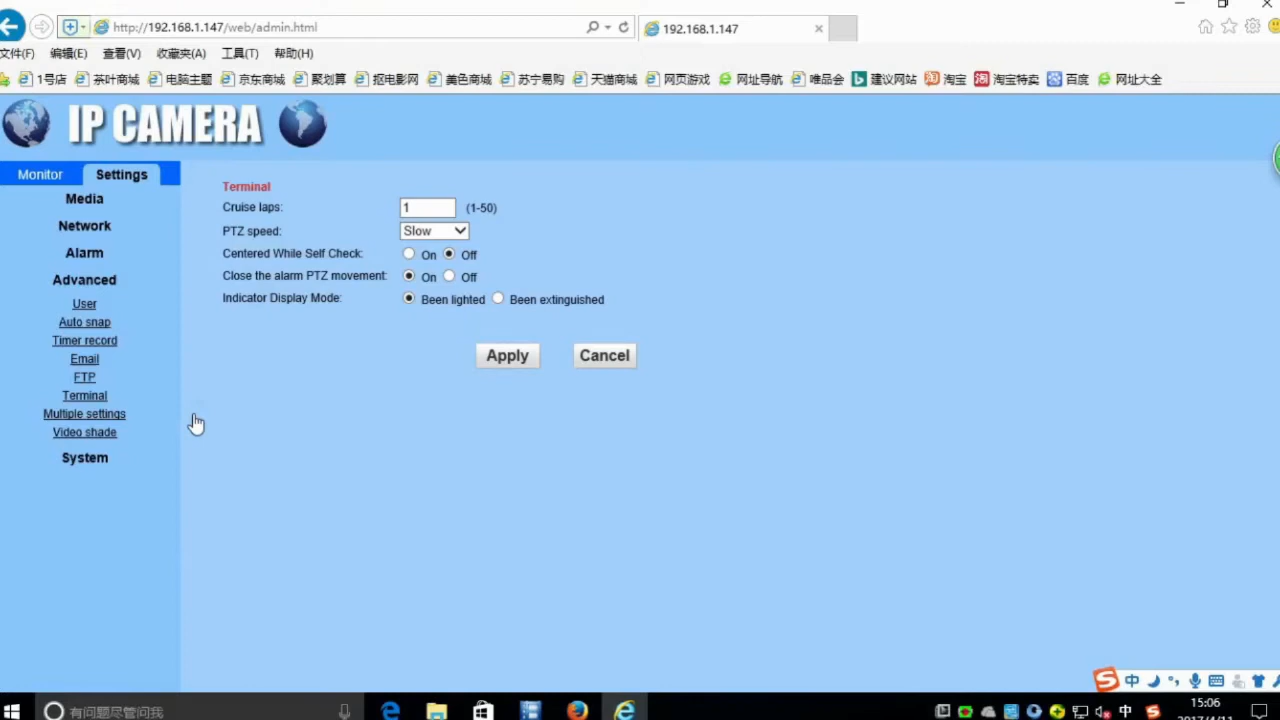 http://192.168.1.147/web/admin.html
192.168.1.147
文件(F) 编辑(E) 查看(V) 收藏夹(A) 工具(T) 帮助(H)
1号店 茶叶商城 电脑主题 京东商城 聚划算 抠电影网 美色商城 苏宁易购 天猫商城 网页游戏 网址导航 唯品会 建议网站 淘宝 淘宝特卖 百度 网址大全
IP CAMERA
Monitor
Settings
Media
Network
Alarm
Advanced
User
Auto snap
Timer record
Email
FTP
Terminal
Multiple settings
Video shade
System
Terminal
Cruise laps: 1 (1-50)
PTZ speed: Slow
Centered While Self Check: On Off
Close the alarm PTZ movement: On Off
Indicator Display Mode: Been lighted Been extinguished
Apply
Cancel
中
有问题尽管问我
中
15:06
2017/4/11